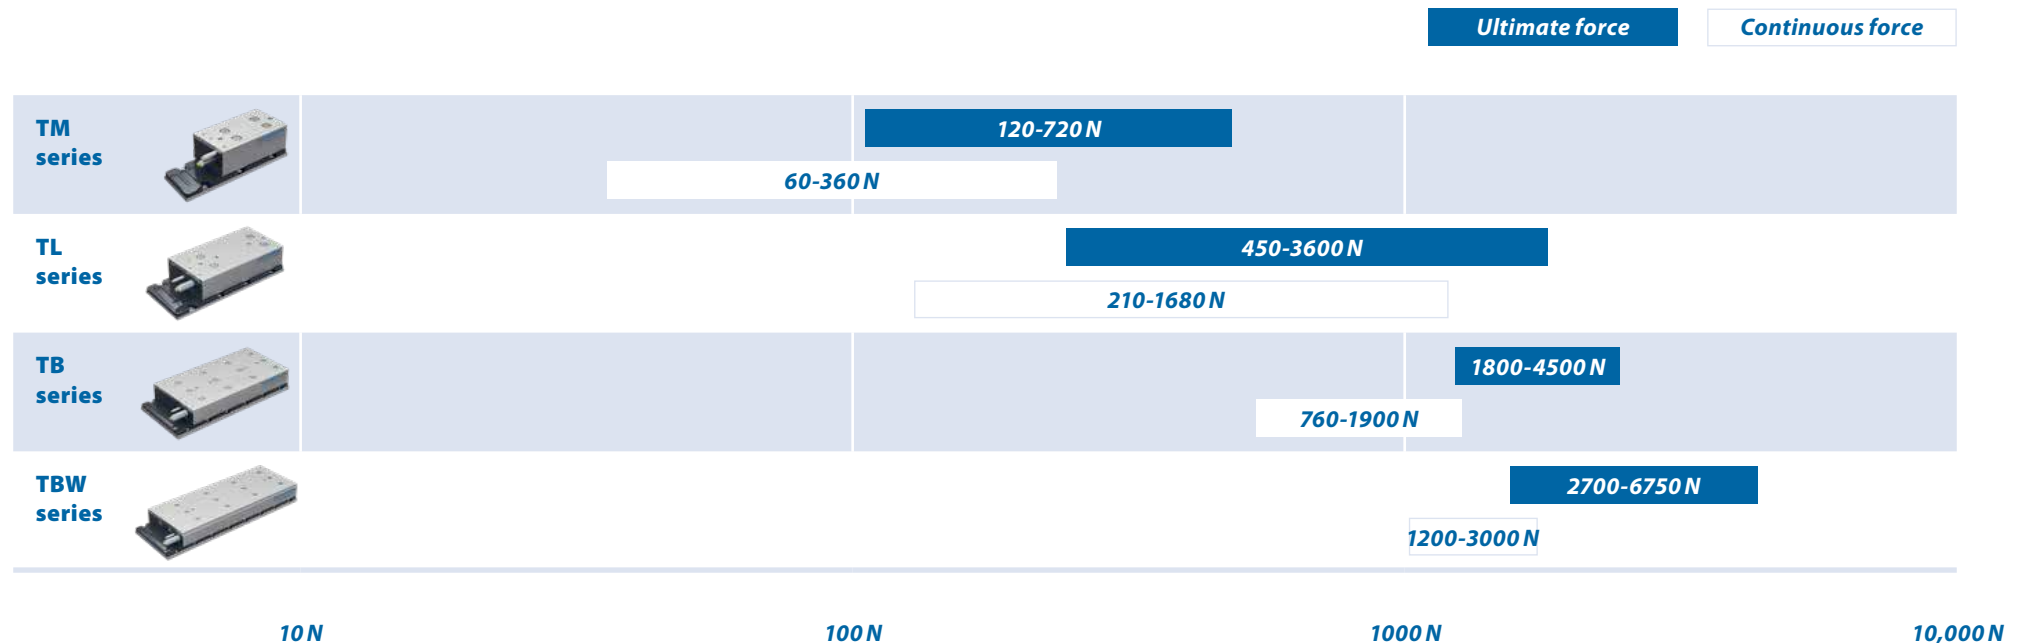 Ultimate force
Continuous force
TM
series
120-720 N
60-360 N
TL
series
450-3600 N
210-1680 N
TB
series
1800-4500 N
760-1900 N
TBW
series
2700-6750 N
1200-3000 N
10 N
100 N
1000 N
10,000 N